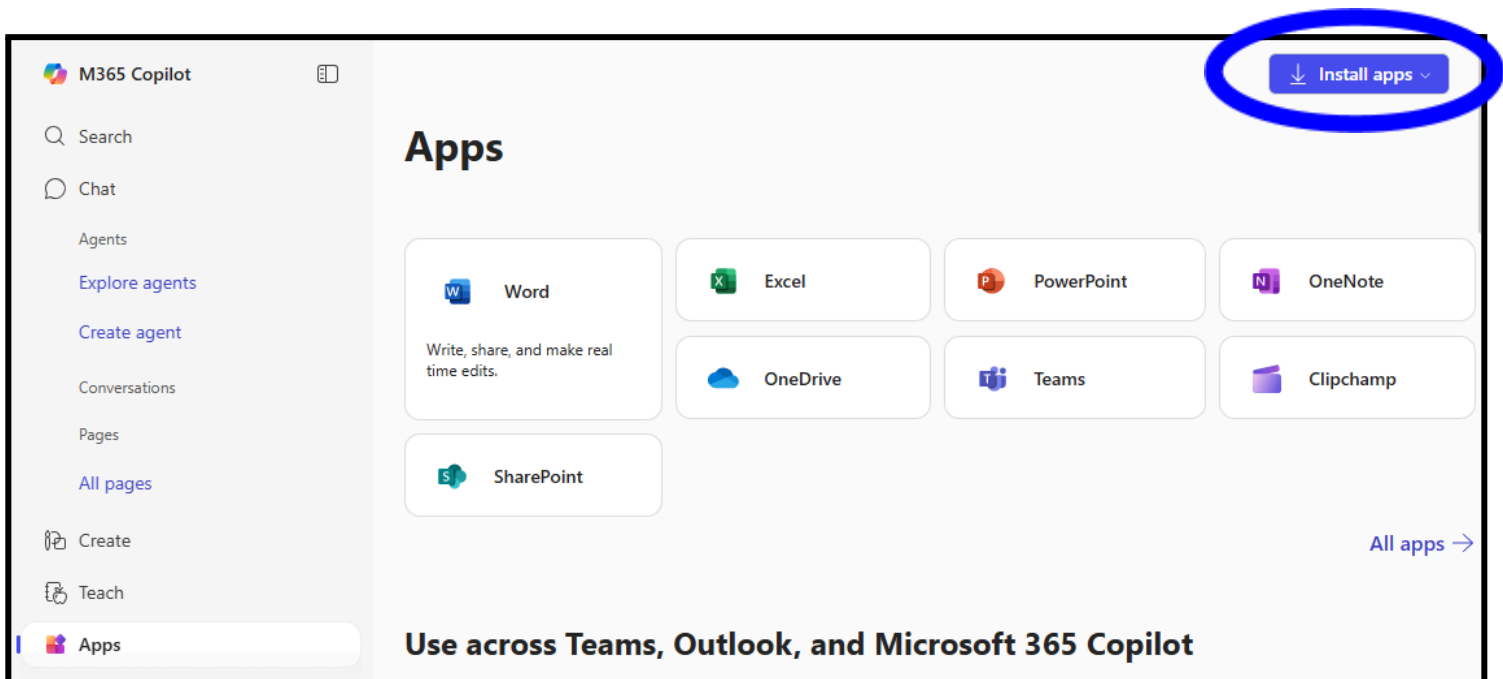 M365 Copilot
Search
Chat
Agents
Explore agents
Create agent
Conversations
Pages
All pages
Create
Teach
Apps
Install apps
Apps
Word
Write, share, and make real
time edits.
Excel
PowerPoint
OneNote
OneDrive
Teams
Clipchamp
SharePoint
All apps
Use across Teams, Outlook, and Microsoft 365 Copilot